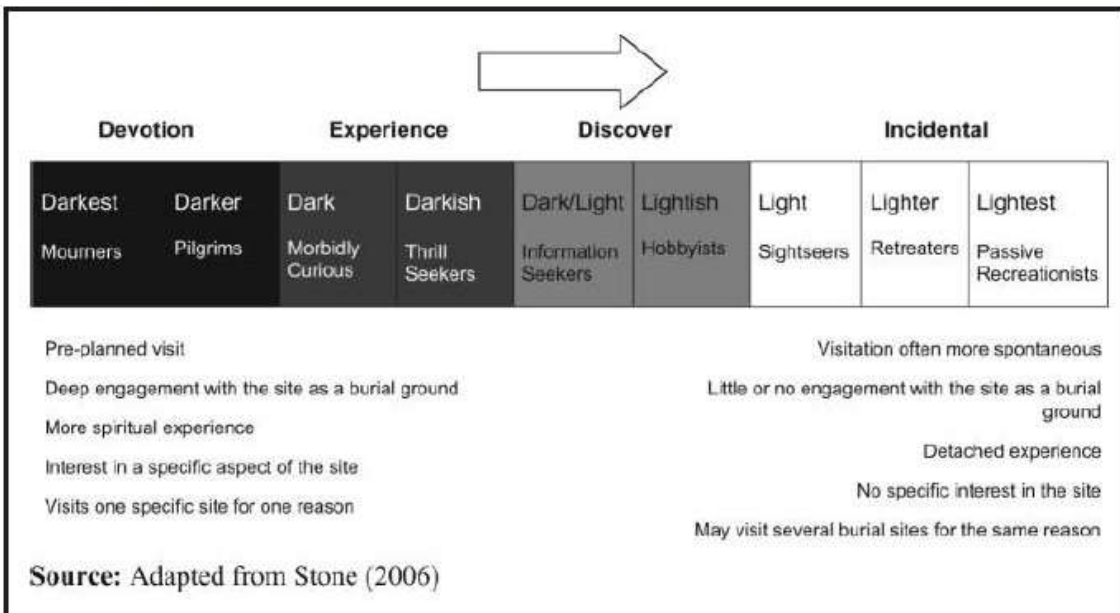 Devotion Experience Discover Incidental
Darkest Darker Dark Darkish Dark/Light Lightish Light Lighter Lightest
Mourners Pilgrims Morbidly Curious Thrill Seekers Information Seekers Hobbyists Sightseers Retreaters Passive Recreationists
Pre-planned visit
Deep engagement with the site as a burial ground
More spiritual experience
Interest in a specific aspect of the site
Visits one specific site for one reason
Visitation often more spontaneous
Little or no engagement with the site as a burial
ground
Detached experience
No specific interest in the site
May visit several burial sites for the same reason
Source: Adapted from Stone (2006)